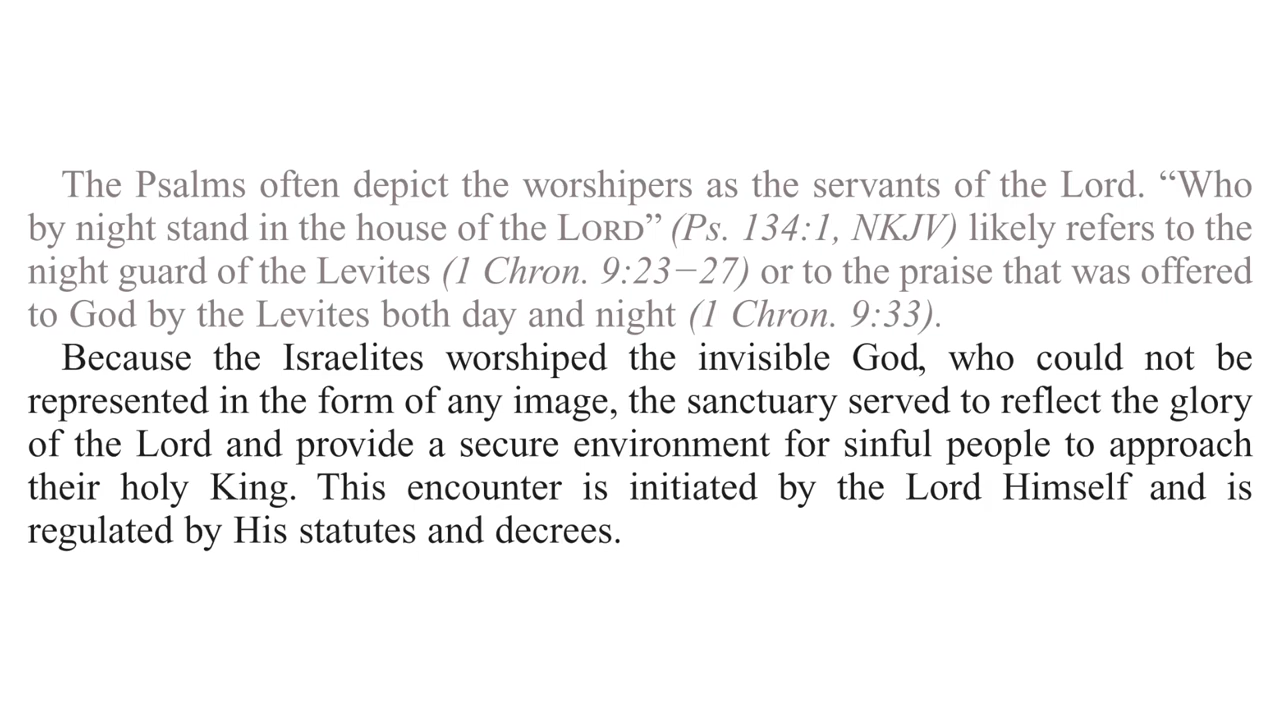 The Psalms often depict the worshipers as the servants of the Lord. “Who
by night stand in the house of the LORD” (Ps. 134:1, NKJV) likely refers to the
night guard of the Levites (1 Chron. 9:23−27) or to the praise that was offered
to God by the Levites both day and night (1 Chron. 9:33).
Because the Israelites worshiped the invisible God, who could not be
represented in the form of any image, the sanctuary served to reflect the glory
of the Lord and provide a secure environment for sinful people to approach
their holy King. This encounter is initiated by the Lord Himself and is
regulated by His statutes and decrees.